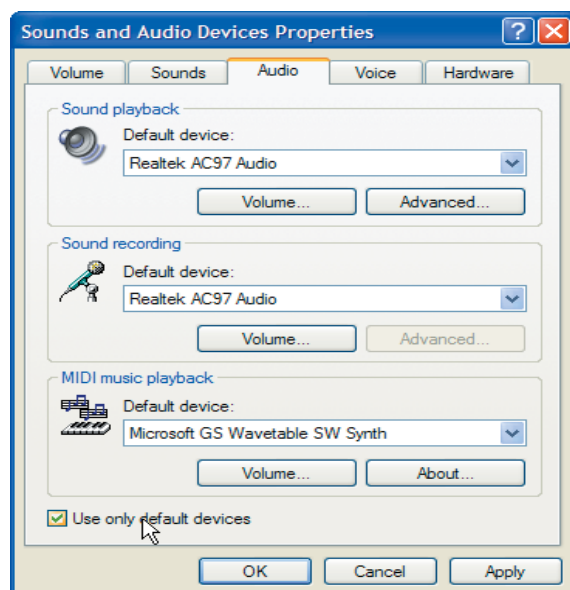 Sounds and Audio Devices Properties
Volume Sounds Audio Voice Hardware
Sound playback
Default device:
Realtek AC97 Audio
Volume... Advanced...
Sound recording
Default device:
Realtek AC97 Audio
Volume... Advanced...
MIDI music playback
Default device:
Microsoft GS Wavetable SW Synth
Volume... About...
Use only default devices
OK Cancel Apply